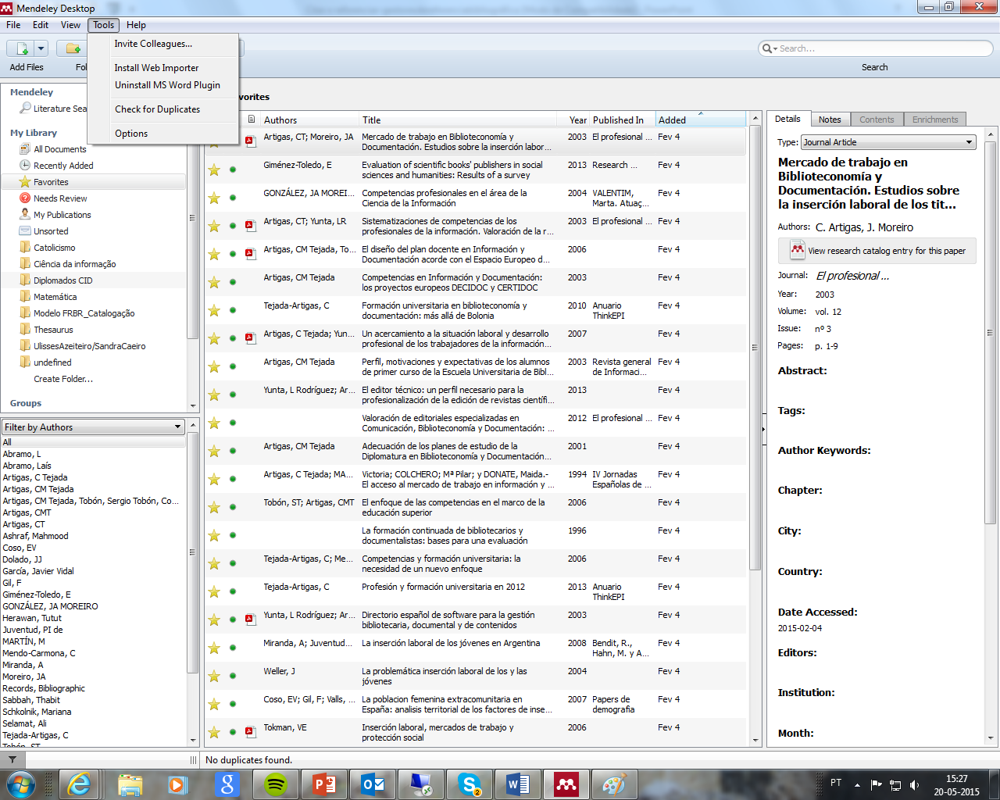 Mendeley Desktop
File Edit View Tools Help
Invite Colleagues...
Install Web Importer
Uninstall MS Word Plugin
Check for Duplicates
Options
Add Files
Fol
Search...
Search
Mendeley
Literature Sea
My Library
All Documents
Recently Added
Favorites
Needs Review
My Publications
Unsorted
Catolicismo
Ciência da informação
Diplomados CID
Matemática
Modelo FRBR_Catalogação
Thesaurus
UlissesAzeiteiro/SandraCaeiro
undefined
Create Folder...
Groups
Filter by Authors
All
Abramo, L
Abramo, Laís
Artigas, C Tejada
Artigas, CM Tejada
Artigas, CM Tejada, Tobón, Sergio Tobón, Co...
Artigas, CMT
Artigas, CT
Ashraf, Mahmood
Coso, EV
Dolado, JJ
García, Javier Vidal
Gil, F
Giménez-Toledo, E
GONZÁLEZ, JA MOREIRO
Herawan, Tutut
Juventud, PI de
MARTÍN, M
Mendo-Carmona, C
Miranda, A
Moreiro, JA
Records, Bibliographic
Sabbah, Thabit
Schkolnik, Mariana
Selamat, Ali
Tejada-Artigas, C
Tobón, ST
vorites
Authors Title Year Published In Added
Artigas, CT; Moreiro, JA Mercado de trabajo en Biblioteconomía y 2003 El profesional ... Fev 4
Documentación. Estudios sobre la inserción labor...
Giménez-Toledo, E Evaluation of scientific books' publishers in social 2013 Research ... Fev 4
sciences and humanities: Results of a survey
GONZÁLEZ, JA MOREI... Competencias profesionales en el área de la 2004 VALENTIM, Fev 4
Ciencia de la Información Marta. Atuaç...
Artigas, CT; Yunta, LR Sistematizaciones de competencias de los 2003 El profesional ... Fev 4
profesionales de la información. Valoración de la r...
Artigas, CM Tejada, To... El diseño del plan docente en Información y 2006 Fev 4
Documentación acorde con el Espacio Europeo d...
Artigas, CM Tejada Competencias en Información y Documentación: 2003 Fev 4
los proyectos europeos DECIDOC y CERTIDOC
Tejada-Artigas, C Formación universitaria en biblioteconomía y 2010 Anuario Fev 4
documentación: más allá de Bolonia ThinkEPI
Artigas, C Tejada; Yun... Un acercamiento a la situación laboral y desarrollo 2007 Fev 4
profesional de los trabajadores de la información...
Artigas, CM Tejada Perfil, motivaciones y expectativas de los alumnos 2003 Revista general Fev 4
de primer curso de la Escuela Universitaria de Bibl... de Informaci...
Yunta, L Rodríguez; Ar... El editor técnico: un perfil necesario para la 2013 Fev 4
profesionalización de la edición de revistas científi...
Valoración de editoriales especializadas en 2012 El profesional ... Fev 4
Comunicación, Biblioteconomía y Documentación: ...
Artigas, CM Tejada Adecuación de los planes de estudio de la 2001 Fev 4
Diplomatura en Biblioteconomía y Documentación...
Artigas, C Tejada; MA... Victoria; COLCHERO; Mª Pilar; y DONATE, Maida.- 1994 IV Jornadas Fev 4
El acceso al mercado de trabajo en información y ... Españolas de ...
Tobón, ST; Artigas, CMT El enfoque de las competencias en el marco de la 2006 Fev 4
educación superior
La formación continuada de bibliotecarios y 1996 Fev 4
documentalistas: bases para una evaluación
Tejada-Artigas, C; Me... Competencias y formación universitaria: la 2006 Fev 4
necesidad de un nuevo enfoque
Tejada-Artigas, C Profesión y formación universitaria en 2012 2013 Anuario Fev 4
ThinkEPI
Yunta, L Rodríguez; Ar... Directorio español de software para la gestión 2003 Fev 4
bibliotecaria, documental y de contenidos
Miranda, A; Juventud... La inserción laboral de los jóvenes en Argentina 2008 Bendit, R., Fev 4
Hahn, M. y A...
Weller, J La problemática inserción laboral de los y las 2004 Fev 4
jóvenes
Coso, EV; Gil, F; Valls, ... La poblacion femenina extracomunitaria en 2007 Papers de Fev 4
España: analisis territorial de los factores de inse... demografia
Tokman, VE Inserción laboral, mercados de trabajo y 2006 Fev 4
protección social
Details Notes Contents Enrichments
Type: Journal Article
Mercado de trabajo en
Biblioteconomía y
Documentación. Estudios sobre
la inserción laboral de los tit...
Authors: C. Artigas, J. Moreiro
View research catalog entry for this paper
Journal: El profesional ...
Year: 2003
Volume: vol. 12
Issue: nº 3
Pages: p. 1-9
Abstract:
Tags:
Author Keywords:
Chapter:
City:
Country:
Date Accessed:
2015-02-04
Editors:
Institution:
Month:
No duplicates found.
PT 15:27
20-05-2015